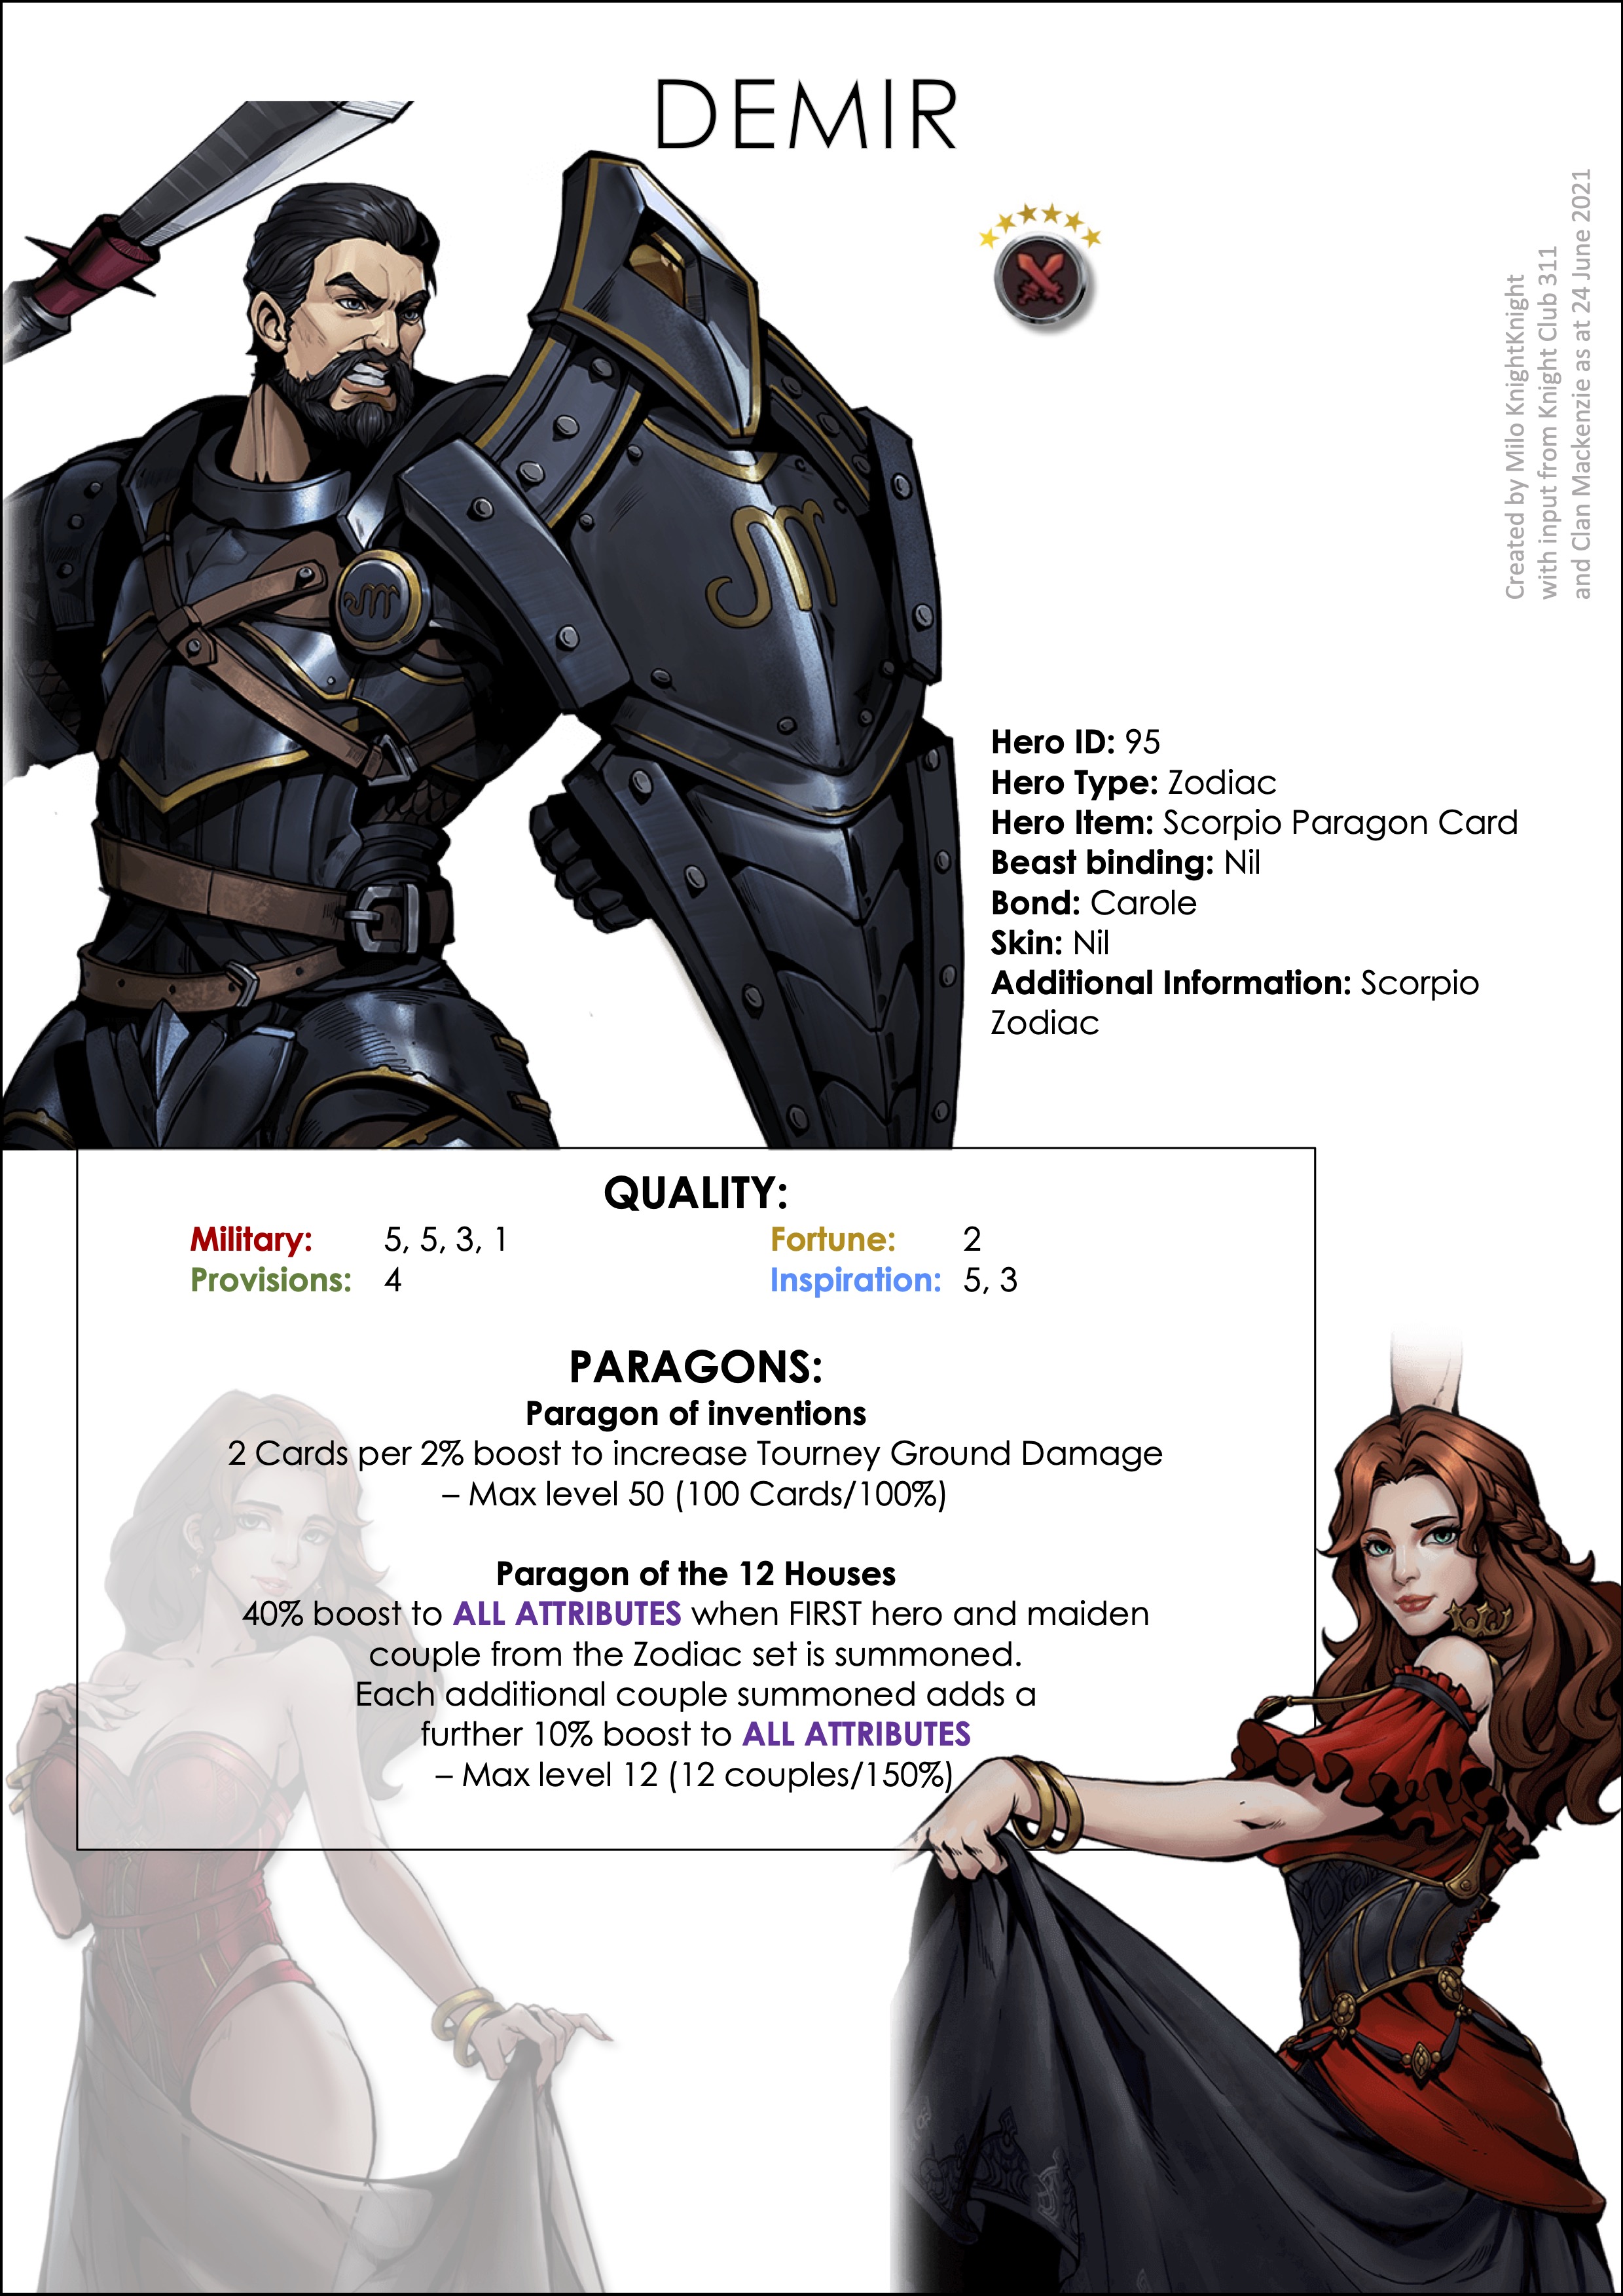 DEMIR
Created by Milo KnightKnight
with input from Knight Club 311
and Clan Mackenzie as at 24 June 2021
Hero ID: 95
Hero Type: Zodiac
Hero Item: Scorpio Paragon Card
Beast binding: Nil
Bond: Carole
Skin: Nil
Additional Information: Scorpio
Zodiac
QUALITY:
Military: 5, 5, 3, 1 Fortune: 2
Provisions: 4 Inspiration: 5, 3
PARAGONS:
Paragon of inventions
2 Cards per 2% boost to increase Tourney Ground Damage
– Max level 50 (100 Cards/100%)
Paragon of the 12 Houses
40% boost to ALL ATTRIBUTES when FIRST hero and maiden
couple from the Zodiac set is summoned.
Each additional couple summoned adds a
further 10% boost to ALL ATTRIBUTES
– Max level 12 (12 couples/150%)